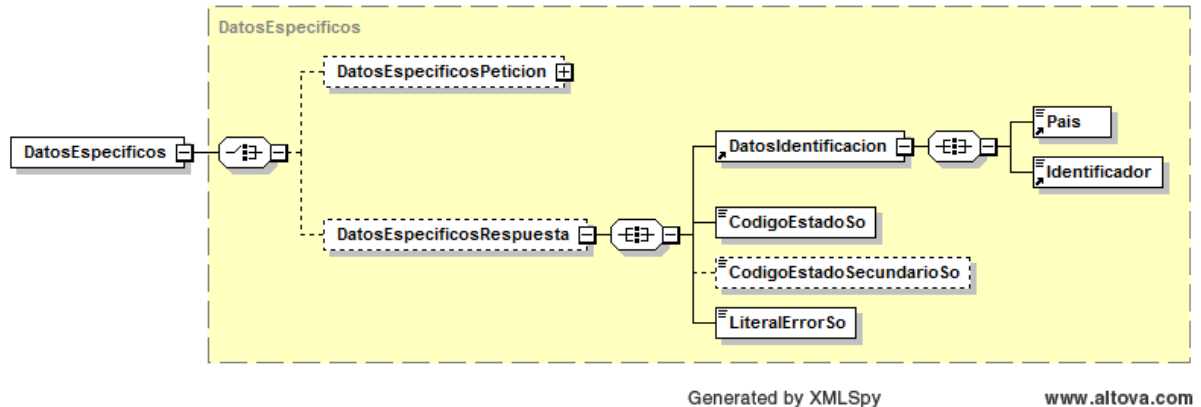 DatosEspecificos
DatosEspecificosPeticion
DatosEspecificos
Pais
DatosIdentificacion
Identificador
CodigoEstadoSo
DatosEspecificosRespuesta
CodigoEstadoSecundarioSo
LiteralErrorSo
Generated by XMLSpy
www.altova.com